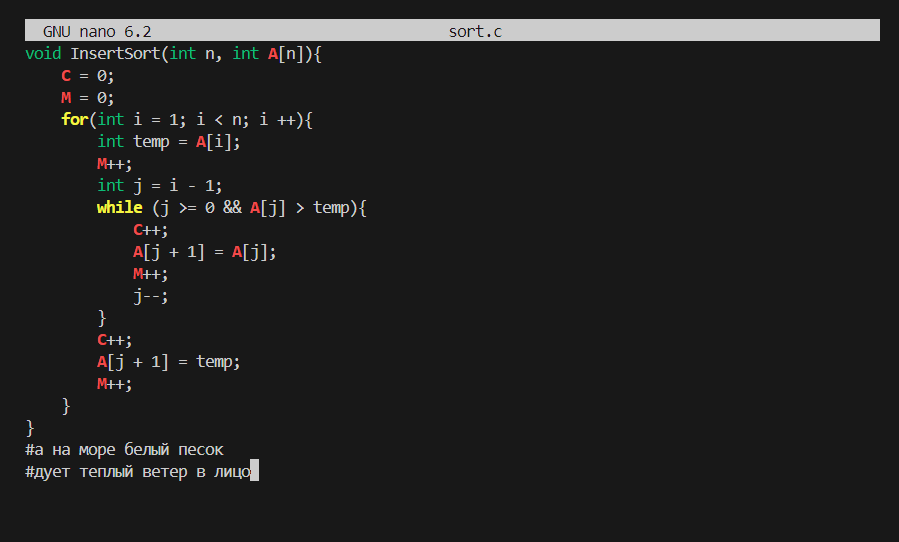 GNU nano 6.2 sort.c
void InsertSort(int n, int A[n]){
    C = 0;
    M = 0;
    for(int i = 1; i < n; i ++){
        int temp = A[i];
        M++;
        int j = i - 1;
        while (j >= 0 && A[j] > temp){
            C++;
            A[j + 1] = A[j];
            M++;
            j--;
        }
        C++;
        A[j + 1] = temp;
        M++;
    }
}
#а на море белый песок
#дует теплый ветер в лицо